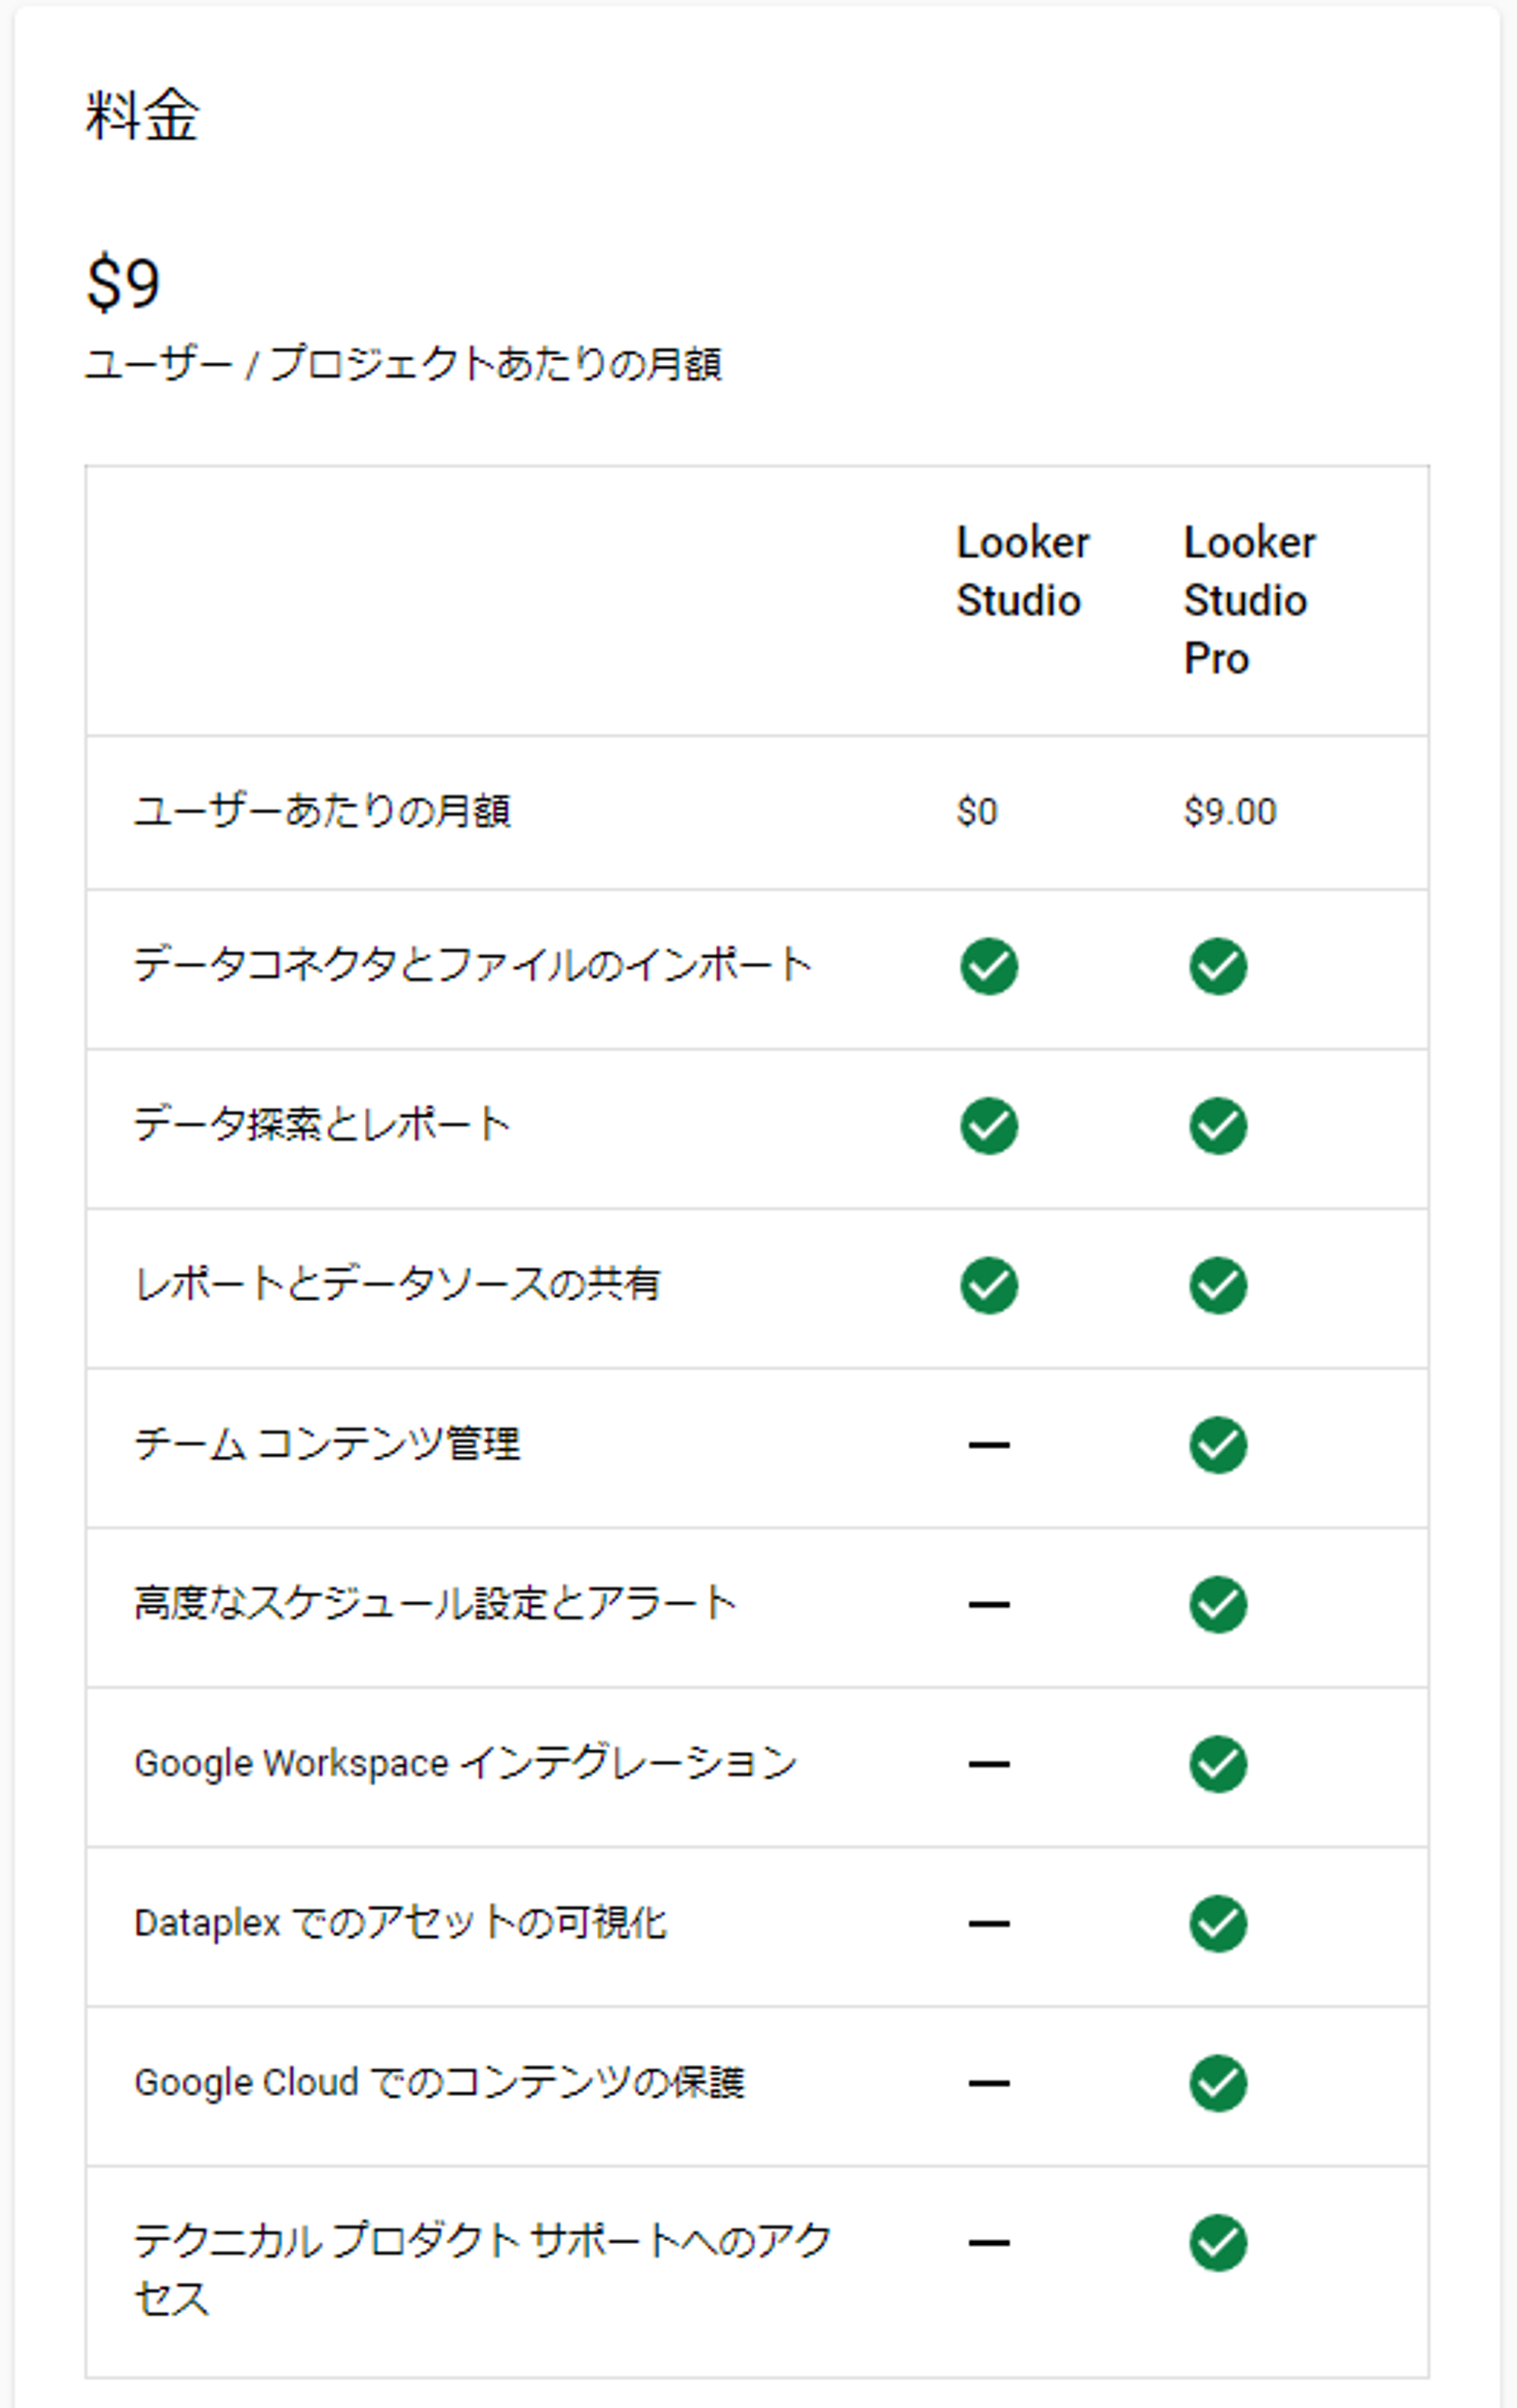 料金
$9
ユーザー / プロジェクトあたりの月額
Looker
Studio
Looker
Studio
Pro
ユーザーあたりの月額 $0 $9.00
データコネクタとファイルのインポート
データ探索とレポート
レポートとデータソースの共有
チーム コンテンツ管理 —
高度なスケジュール設定とアラート —
Google Workspace インテグレーション —
Dataplex でのアセットの可視化 —
Google Cloud でのコンテンツの保護 —
テクニカル プロダクト サポートへのアク —
セス